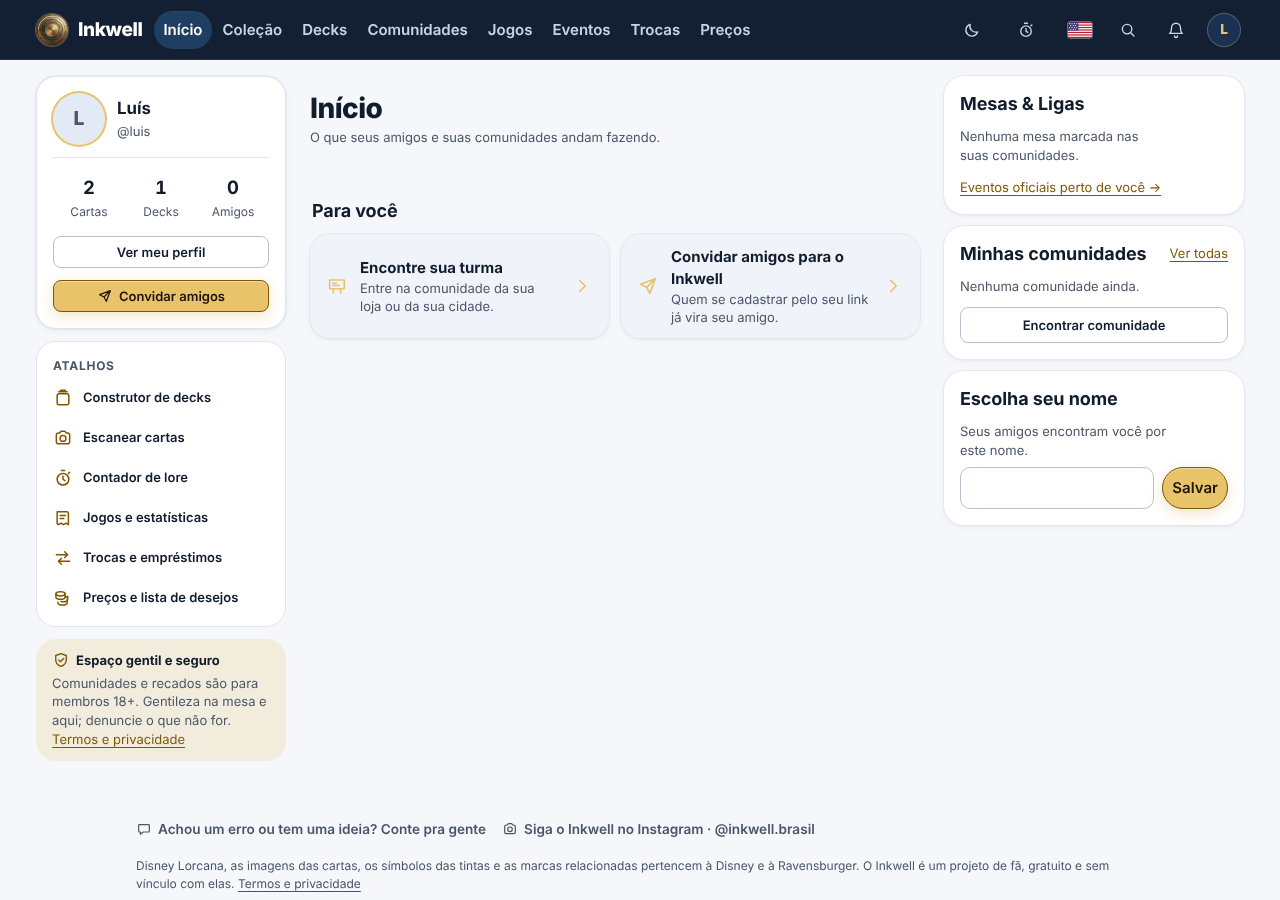 Inkwell
Início
Coleção
Decks
Comunidades
Jogos
Eventos
Trocas
Preços
L
L
Luís
@luis
2
Cartas
1
Decks
0
Amigos
Ver meu perfil
Convidar amigos
ATALHOS
Construtor de decks
Escanear cartas
Contador de lore
Jogos e estatísticas
Trocas e empréstimos
Preços e lista de desejos
Espaço gentil e seguro
Comunidades e recados são para
membros 18+. Gentileza na mesa e
aqui; denuncie o que não for.
Termos e privacidade
Início
O que seus amigos e suas comunidades andam fazendo.
Para você
Encontre sua turma
Entre na comunidade da sua
loja ou da sua cidade.
Convidar amigos para o
Inkwell
Quem se cadastrar pelo seu link
já vira seu amigo.
Mesas & Ligas
Nenhuma mesa marcada nas
suas comunidades.
Eventos oficiais perto de você →
Minhas comunidades
Ver todas
Nenhuma comunidade ainda.
Encontrar comunidade
Escolha seu nome
Seus amigos encontram você por
este nome.
Salvar
Achou um erro ou tem uma ideia? Conte pra gente
Siga o Inkwell no Instagram · @inkwell.brasil
Disney Lorcana, as imagens das cartas, os símbolos das tintas e as marcas relacionadas pertencem à Disney e à Ravensburger. O Inkwell é um projeto de fã, gratuito e sem
vínculo com elas. Termos e privacidade